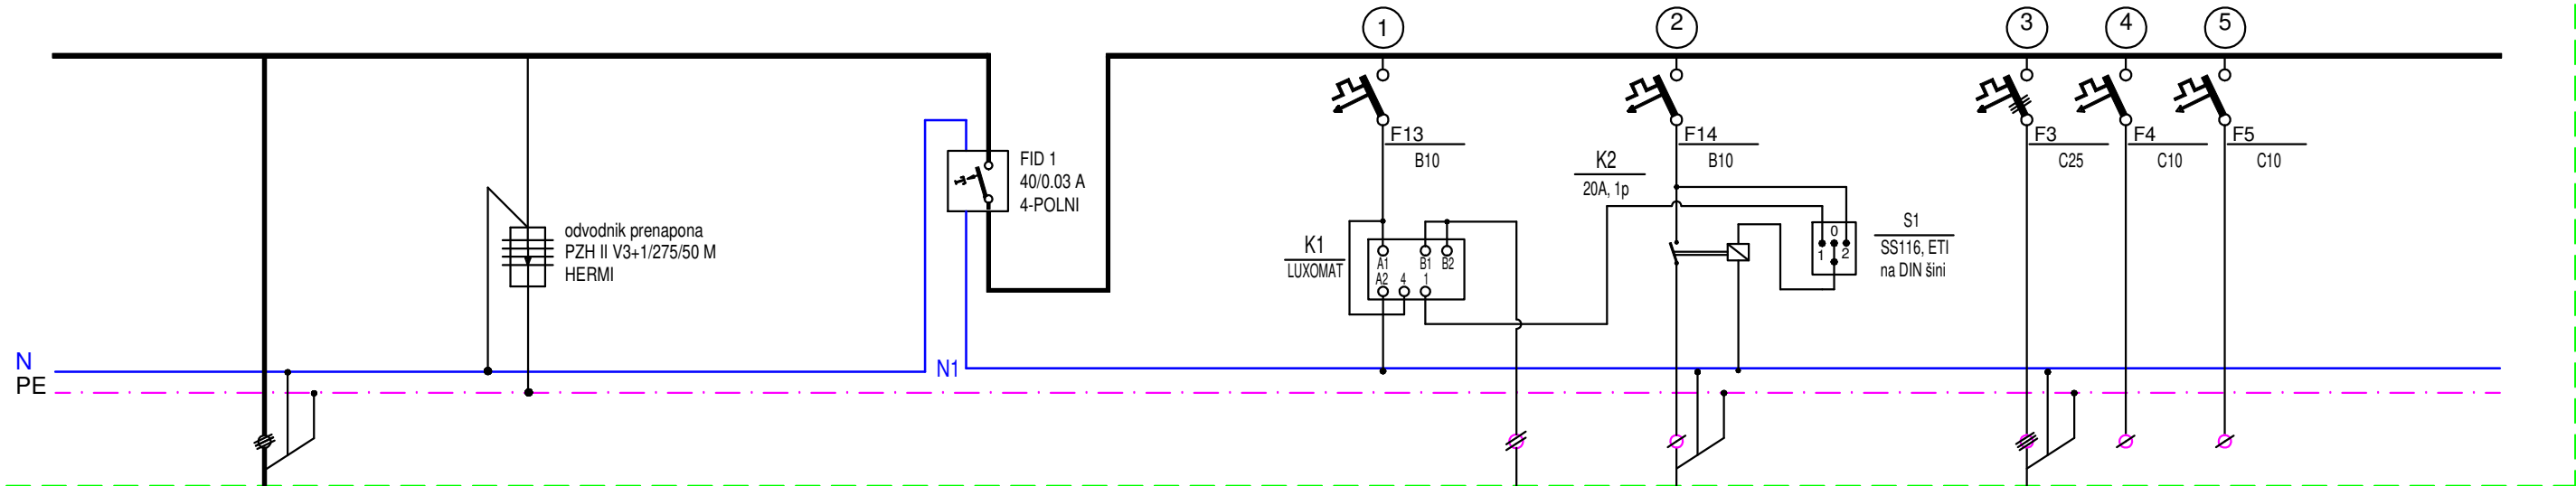 1
2
3
4
5
F13
B10
F14
B10
F3
C25
F4
C10
F5
C10
FID 1
40/0.03 A
4-POLNI
K2
20A, 1p
odvodnik prenapona
PZH II V3+1/275/50 M
HERMI
K1
LUXOMAT
A1
B1
B2
A2
4
1
0
1
2
S1
SS116, ETI
na DIN šini
N
N1
PE